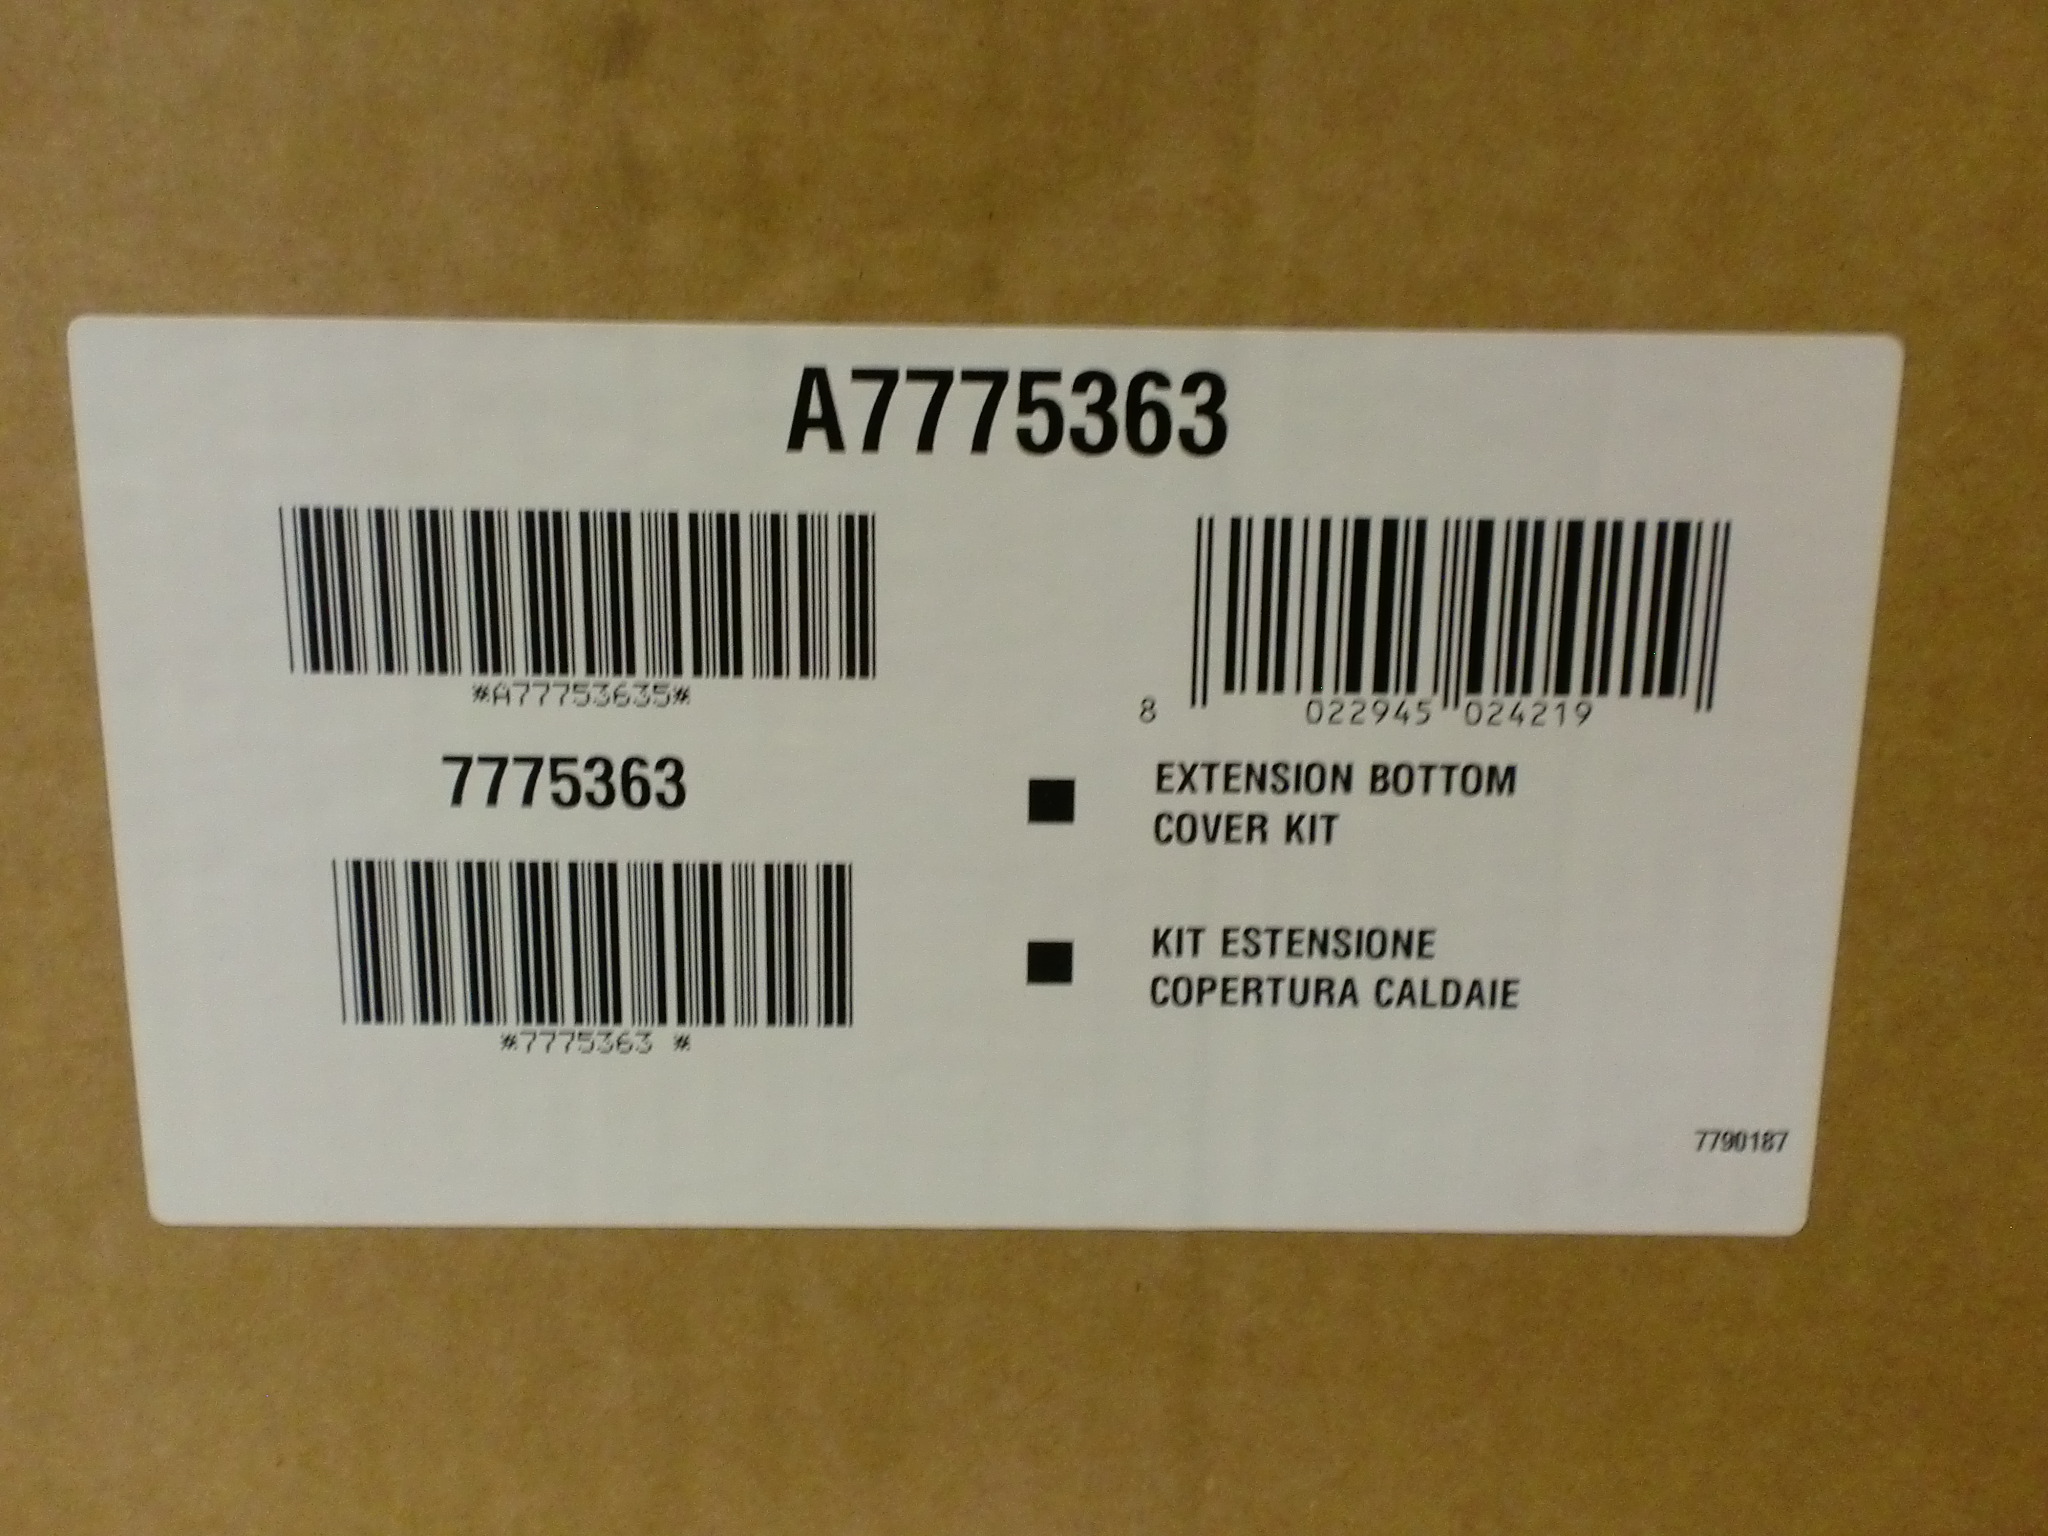 A7775363
*A77753635*
8 022945 024219
7775363
EXTENSION BOTTOM
COVER KIT
*7775363 *
KIT ESTENSIONE
COPERTURA CALDAIE
7790187